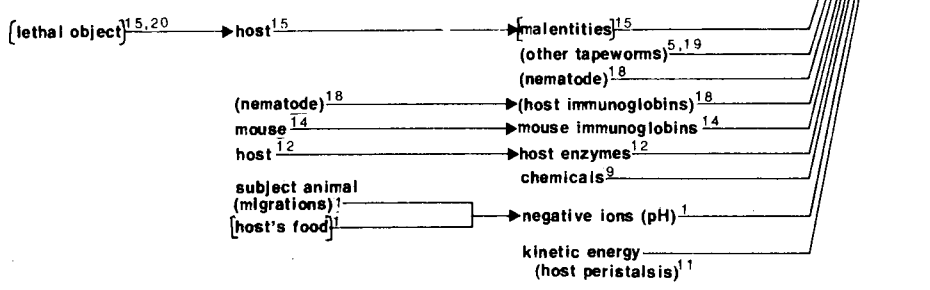 [lethal object]15,20 host15 [malentities]15
(other tapeworms)5,19
(nematode)18
(nematode)18 (host immunoglobins)18
mouse14 mouse immunoglobins14
host12 host enzymes12
chemicals9
subject animal
(migrations)1
negative ions (pH)1
[host's food]1
kinetic energy
(host peristalsis)11